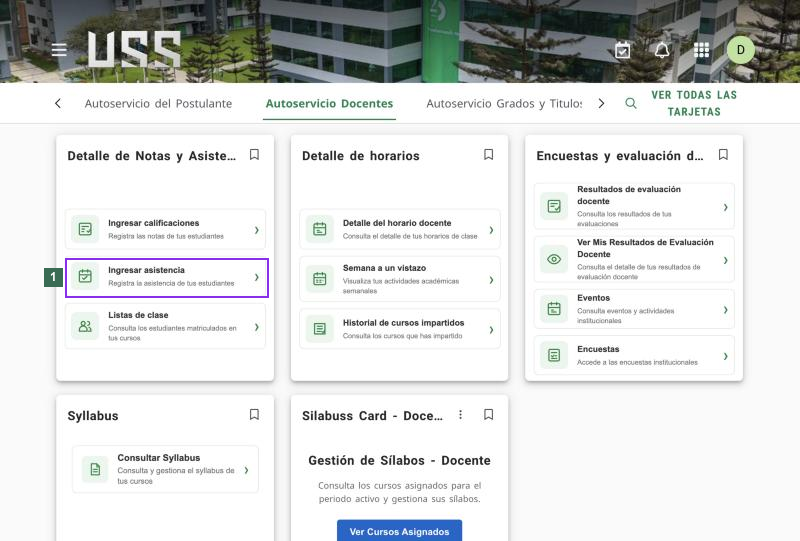 USS
D
Autoservicio del Postulante
Autoservicio Docentes
Autoservicio Grados y Titulos
VER TODAS LAS
TARJETAS
Detalle de Notas y Asiste...
Ingresar calificaciones
Registra las notas de tus estudiantes
1
Ingresar asistencia
Registra la asistencia de tus estudiantes
Listas de clase
Consulta los estudiantes matriculados en
tus cursos
Detalle de horarios
Detalle del horario docente
Consulta el detalle de tus horarios de clase
Semana a un vistazo
Visualiza tus actividades académicas
semanales
Historial de cursos impartidos
Consulta los cursos que has impartido
Encuestas y evaluación d...
Resultados de evaluación
docente
Consulta los resultados de tus
evaluaciones
Ver Mis Resultados de Evaluación
Docente
Consulta el detalle de tus resultados de
evaluación docente
Eventos
Consulta eventos y actividades
institucionales
Encuestas
Accede a las encuestas institucionales
Syllabus
Consultar Syllabus
Consulta y gestiona el syllabus de
tus cursos
Silabuss Card - Doce...
Gestión de Sílabos - Docente
Consulta los cursos asignados para el
periodo activo y gestiona sus sílabos.
Ver Cursos Asignados